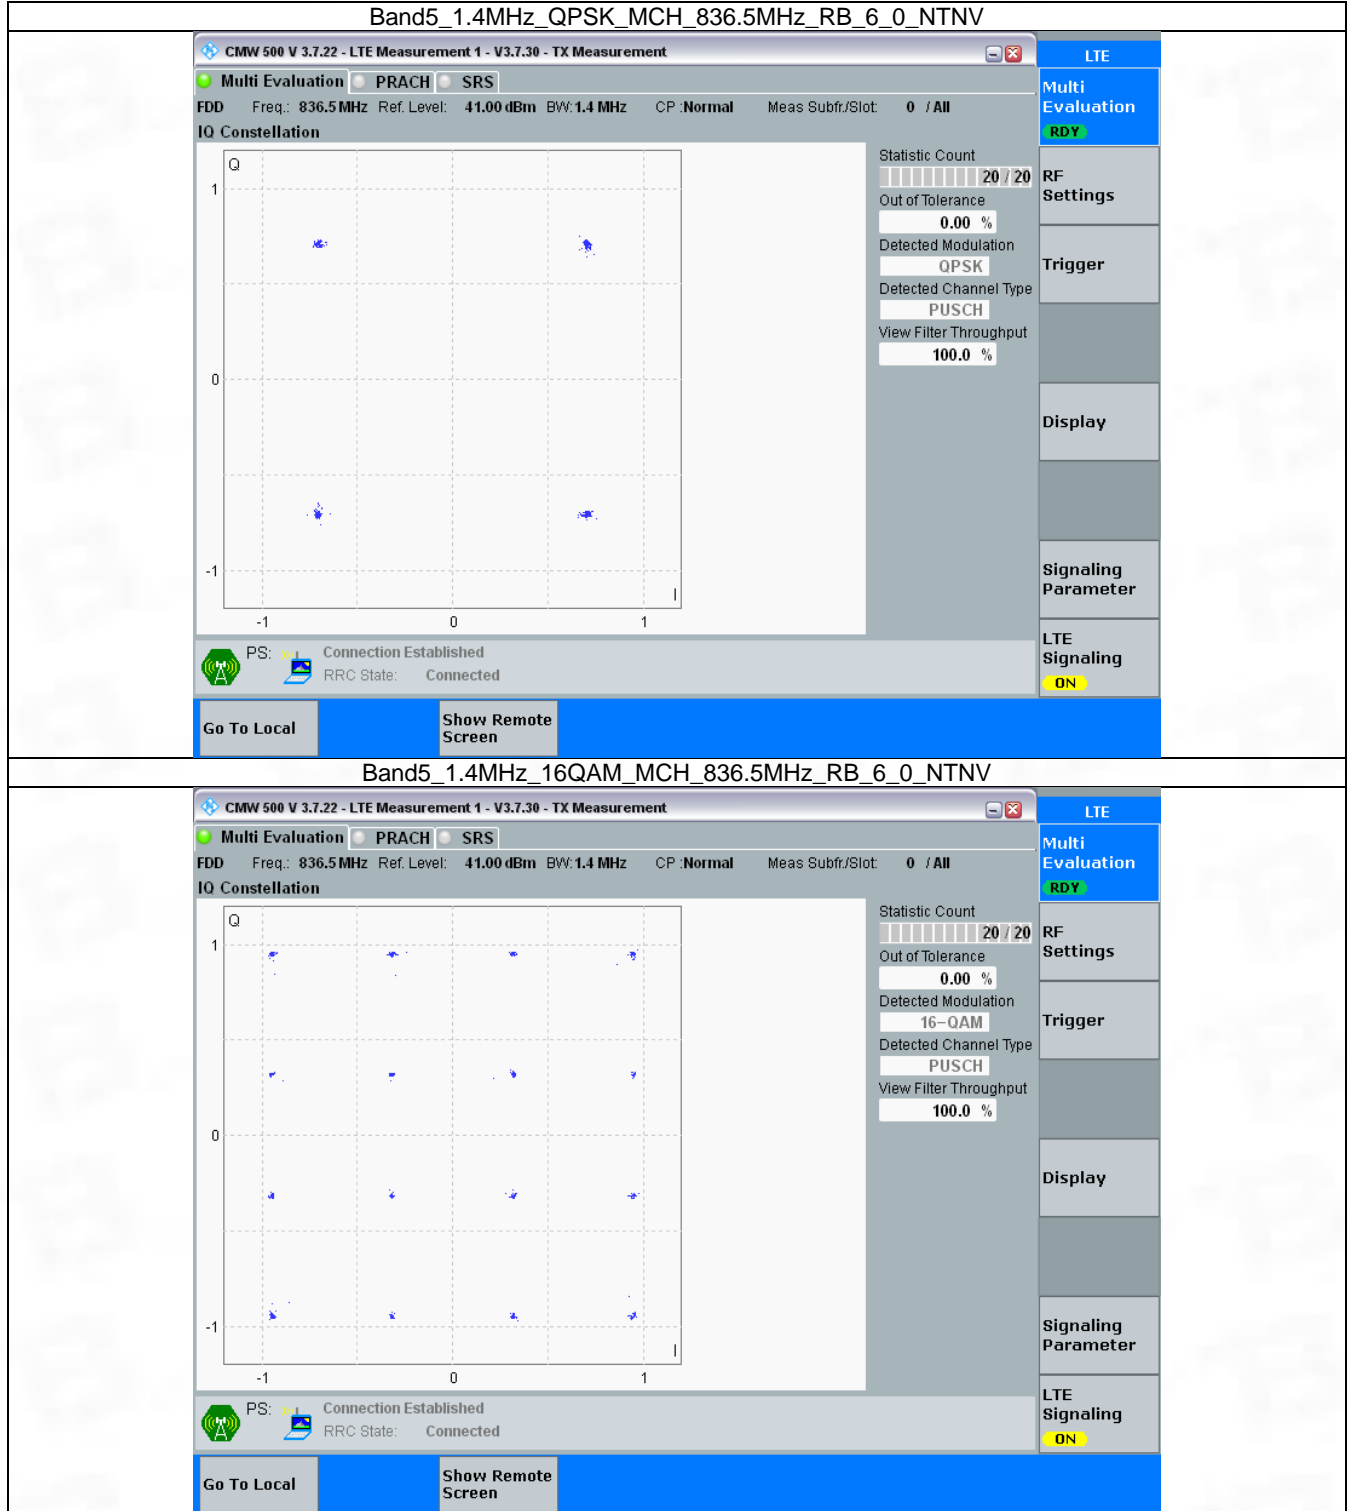 Band5_1.4MHz_QPSK_MCH_836.5MHz_RB_6_0_NTNV
CMW 500 V 3.7.22 - LTE Measurement 1 - V3.7.30 - TX Measurement
LTE
Multi Evaluation PRACH SRS
Multi
Evaluation
RDY
FDD Freq.: 836.5 MHz Ref. Level: 41.00 dBm BW: 1.4 MHz CP : Normal Meas Subfr./Slot: 0 / All
IQ Constellation
Q
1
0
-1
I
-1 0 1
Statistic Count
20 / 20
Out of Tolerance
0.00 %
Detected Modulation
QPSK
Detected Channel Type
PUSCH
View Filter Throughput
100.0 %
RF
Settings
Trigger
Display
Signaling
Parameter
LTE
Signaling
ON
PS: Connection Established
RRC State: Connected
Go To Local
Show Remote
Screen
Band5_1.4MHz_16QAM_MCH_836.5MHz_RB_6_0_NTNV
CMW 500 V 3.7.22 - LTE Measurement 1 - V3.7.30 - TX Measurement
LTE
Multi Evaluation PRACH SRS
Multi
Evaluation
RDY
FDD Freq.: 836.5 MHz Ref. Level: 41.00 dBm BW: 1.4 MHz CP : Normal Meas Subfr./Slot: 0 / All
IQ Constellation
Q
1
0
-1
I
-1 0 1
Statistic Count
20 / 20
Out of Tolerance
0.00 %
Detected Modulation
16-QAM
Detected Channel Type
PUSCH
View Filter Throughput
100.0 %
RF
Settings
Trigger
Display
Signaling
Parameter
LTE
Signaling
ON
PS: Connection Established
RRC State: Connected
Go To Local
Show Remote
Screen